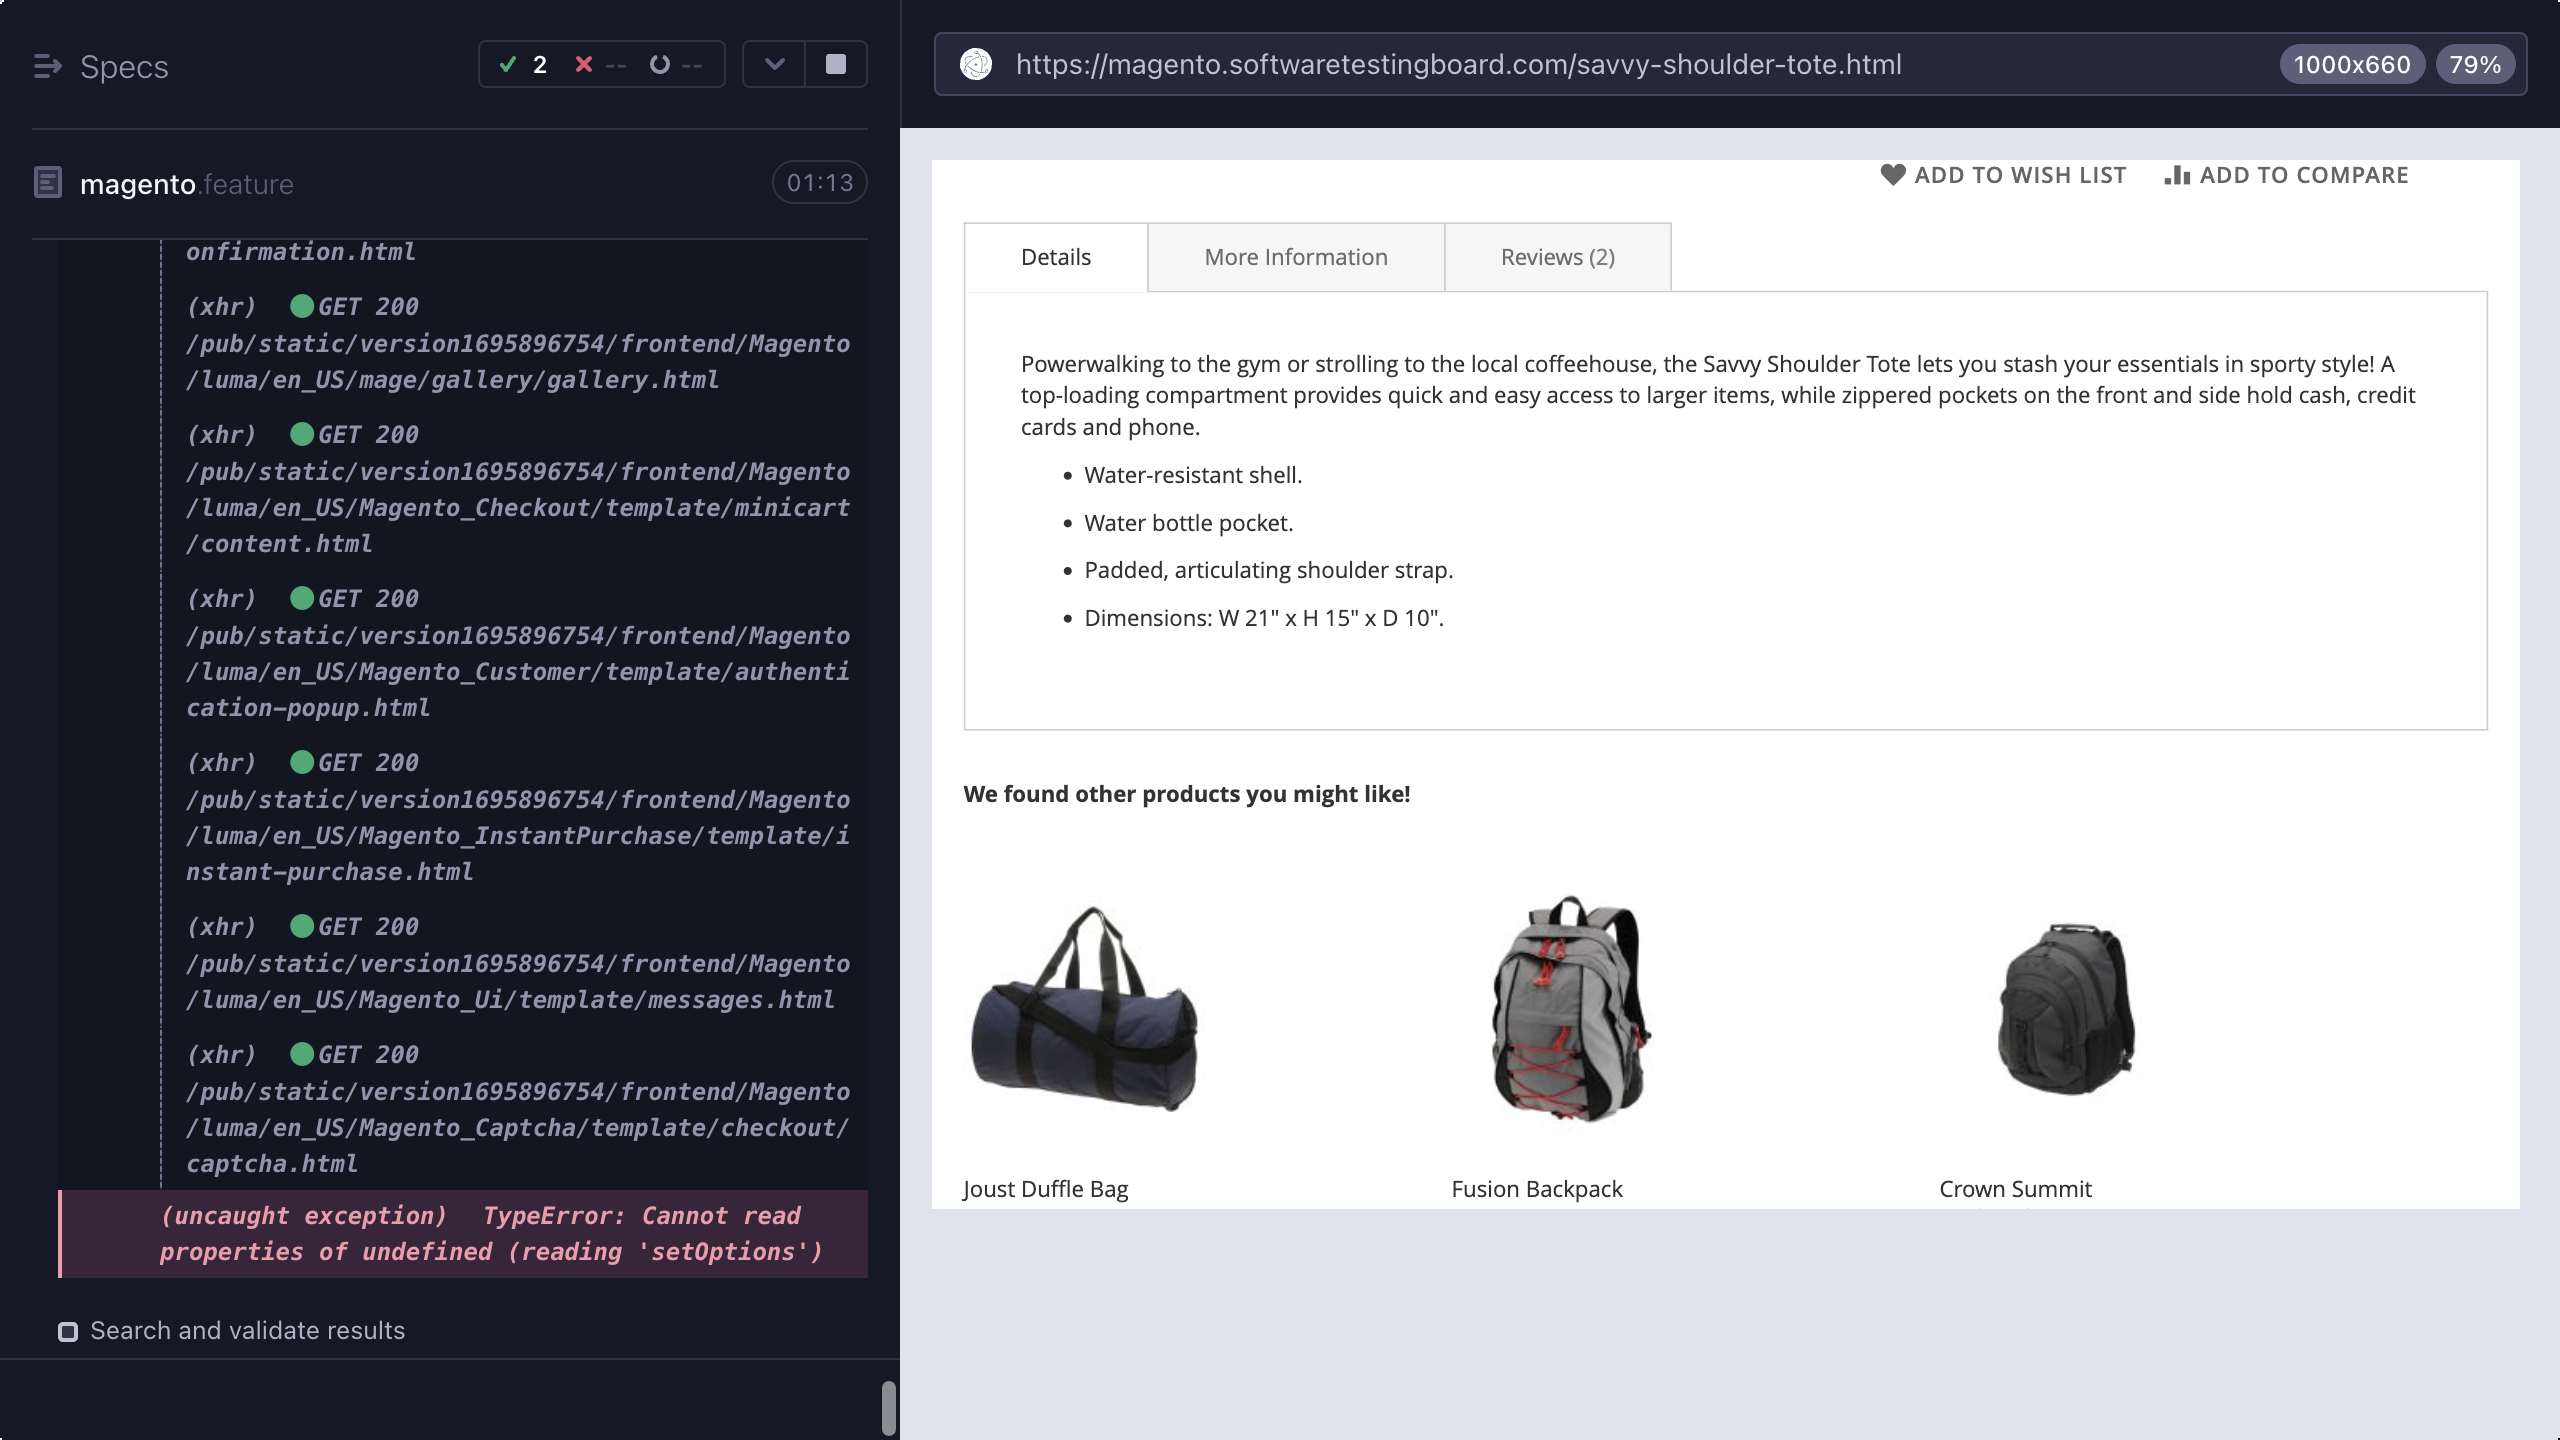 Specs
2 -- --
magento.feature 01:13
onfirmation.html
(xhr) GET 200
/pub/static/version1695896754/frontend/Magento
/luma/en_US/mage/gallery/gallery.html
(xhr) GET 200
/pub/static/version1695896754/frontend/Magento
/luma/en_US/Magento_Checkout/template/minicart
/content.html
(xhr) GET 200
/pub/static/version1695896754/frontend/Magento
/luma/en_US/Magento_Customer/template/authenti
cation-popup.html
(xhr) GET 200
/pub/static/version1695896754/frontend/Magento
/luma/en_US/Magento_InstantPurchase/template/i
nstant-purchase.html
(xhr) GET 200
/pub/static/version1695896754/frontend/Magento
/luma/en_US/Magento_Ui/template/messages.html
(xhr) GET 200
/pub/static/version1695896754/frontend/Magento
/luma/en_US/Magento_Captcha/template/checkout/
captcha.html
(uncaught exception) TypeError: Cannot read
properties of undefined (reading 'setOptions')
Search and validate results
https://magento.softwaretestingboard.com/savvy-shoulder-tote.html 1000x660 79%
ADD TO WISH LIST ADD TO COMPARE
Details More Information Reviews (2)
Powerwalking to the gym or strolling to the local coffeehouse, the Savvy Shoulder Tote lets you stash your essentials in sporty style! A
top-loading compartment provides quick and easy access to larger items, while zippered pockets on the front and side hold cash, credit
cards and phone.
• Water-resistant shell.
• Water bottle pocket.
• Padded, articulating shoulder strap.
• Dimensions: W 21" x H 15" x D 10".
We found other products you might like!
Joust Duffle Bag Fusion Backpack Crown Summit